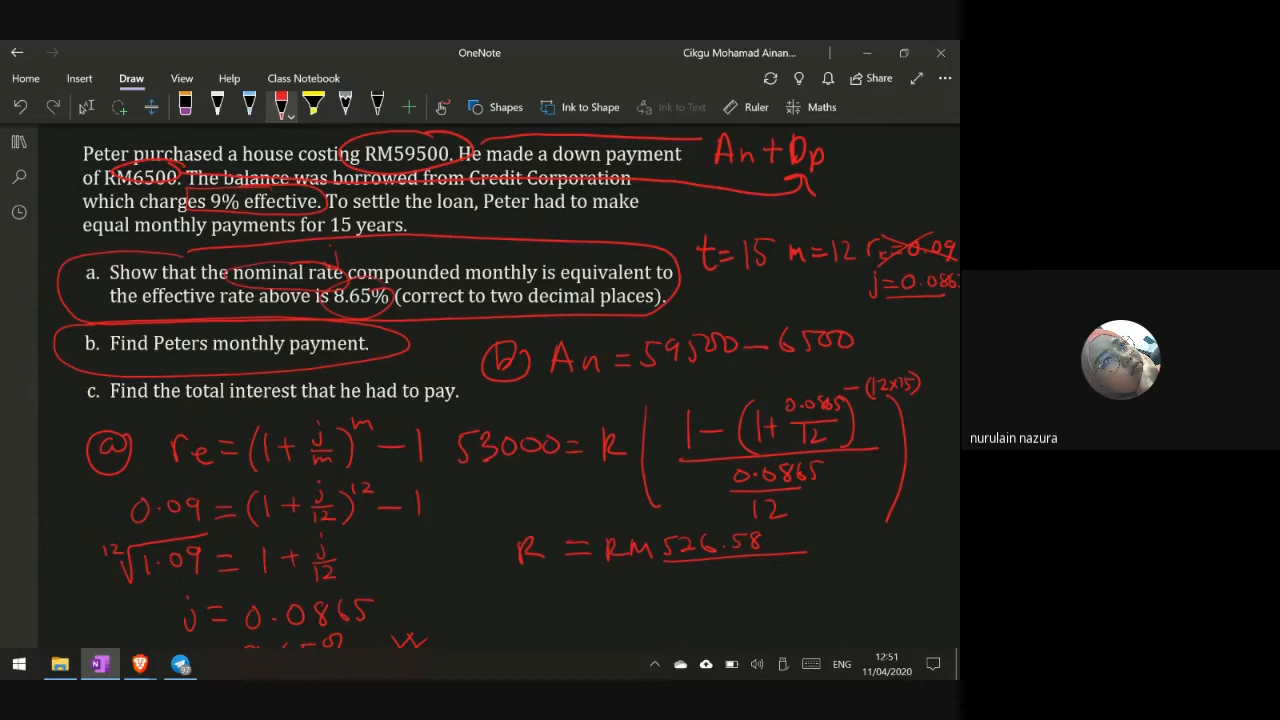 OneNote
Cikgu Mohamad Ainan...
Home Insert Draw View Help Class Notebook
Share
Shapes Ink to Shape Ink to Text Ruler Maths
Peter purchased a house costing RM59500. He made a down payment
of RM6500. The balance was borrowed from Credit Corporation
which charges 9% effective. To settle the loan, Peter had to make
equal monthly payments for 15 years.
An + Dp
a. Show that the nominal rate compounded monthly is equivalent to
the effective rate above is 8.65% (correct to two decimal places).
j
t = 15 m = 12 re = 0.09
j = 0.086
b. Find Peters monthly payment.
c. Find the total interest that he had to pay.
(a) re = (1 + j/m)^m - 1
0.09 = (1 + j/12)^12 - 1
12√1.09 = 1 + j/12
j = 0.0865
(b) An = 59500 - 6500
53000 = R ( (1 - (1 + 0.0865/12)^-(12×15)) / (0.0865/12) )
R = RM 526.58
nurulain nazura
97
ENG
12:51
11/04/2020